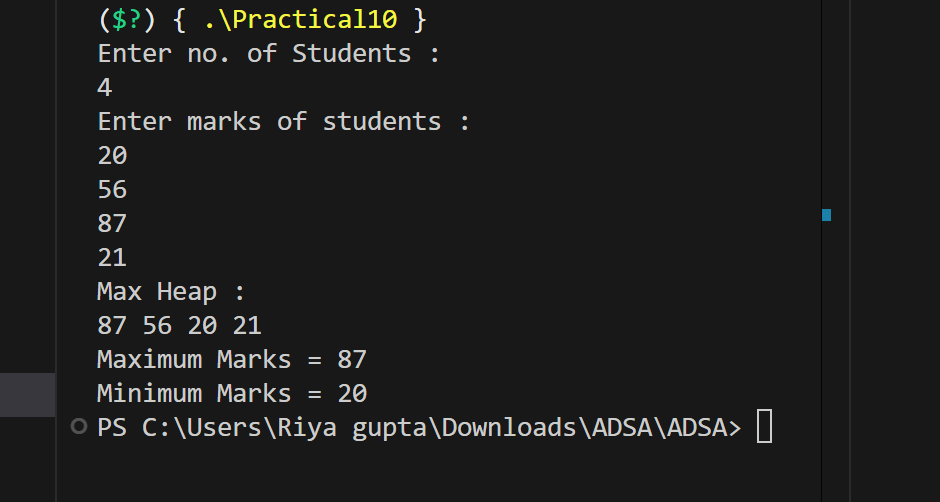 ($?) { .\Practical10 }
Enter no. of Students :
4
Enter marks of students :
20
56
87
21
Max Heap :
87 56 20 21
Maximum Marks = 87
Minimum Marks = 20
PS C:\Users\Riya gupta\Downloads\ADSA\ADSA>